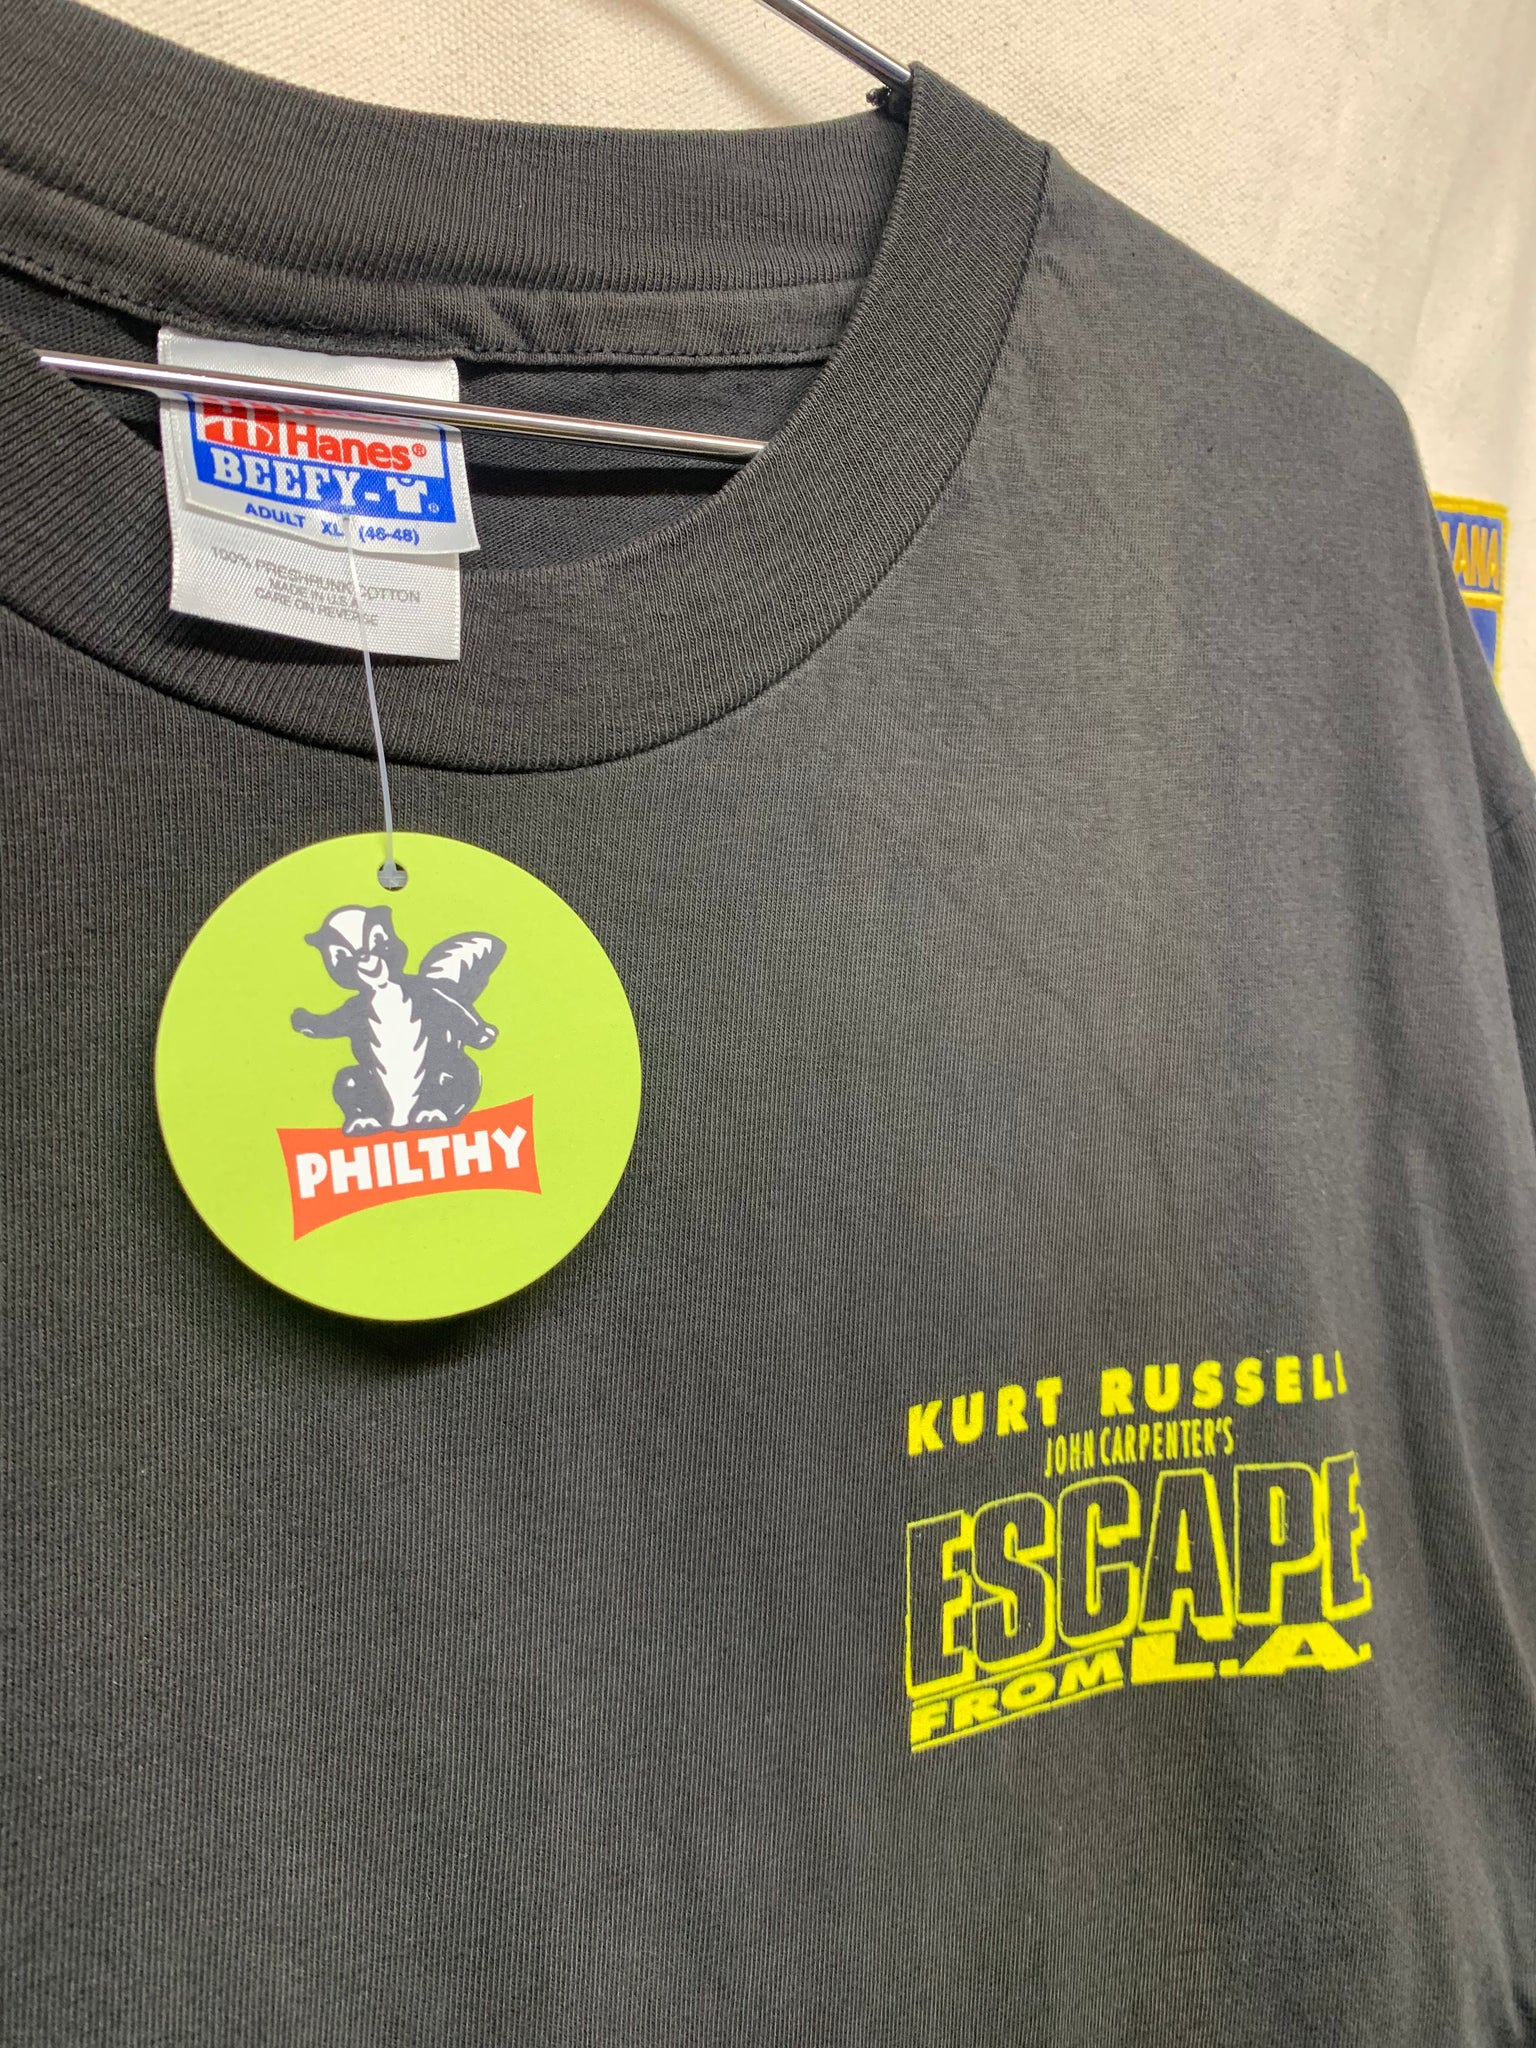 Hanes®
BEEFY-T®
ADULT XL (46-48)
100% PRESHRUNK COTTON
MADE IN U.S.A.
CARE ON REVERSE
PHILTHY
KURT RUSSELL
JOHN CARPENTER'S
ESCAPE
FROM L.A.